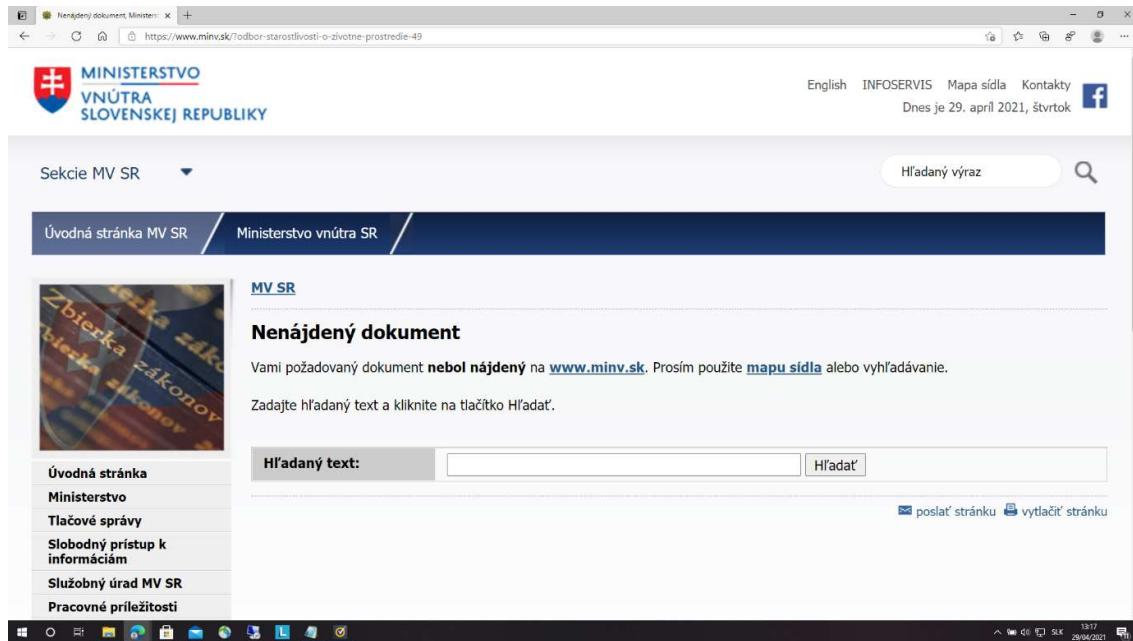 Nenájdený dokument, Ministers
https://www.minv.sk/?odbor-starostlivosti-o-zivotne-prostredie-49
MINISTERSTVO
VNÚTRA
SLOVENSKEJ REPUBLIKY
English INFOSERVIS Mapa sídla Kontakty
Dnes je 29. apríl 2021, štvrtok
Sekcie MV SR
Hľadaný výraz
Úvodná stránka MV SR
Ministerstvo vnútra SR
Zbierka zákonov
MV SR
Nenájdený dokument
Vami požadovaný dokument nebol nájdený na www.minv.sk. Prosím použite mapu sídla alebo vyhľadávanie.
Zadajte hľadaný text a kliknite na tlačítko Hľadať.
Hľadaný text:
Hľadať
poslať stránku vytlačiť stránku
Úvodná stránka
Ministerstvo
Tlačové správy
Slobodný prístup k
informáciám
Služobný úrad MV SR
Pracovné príležitosti
SLK
13:17
29/04/2021